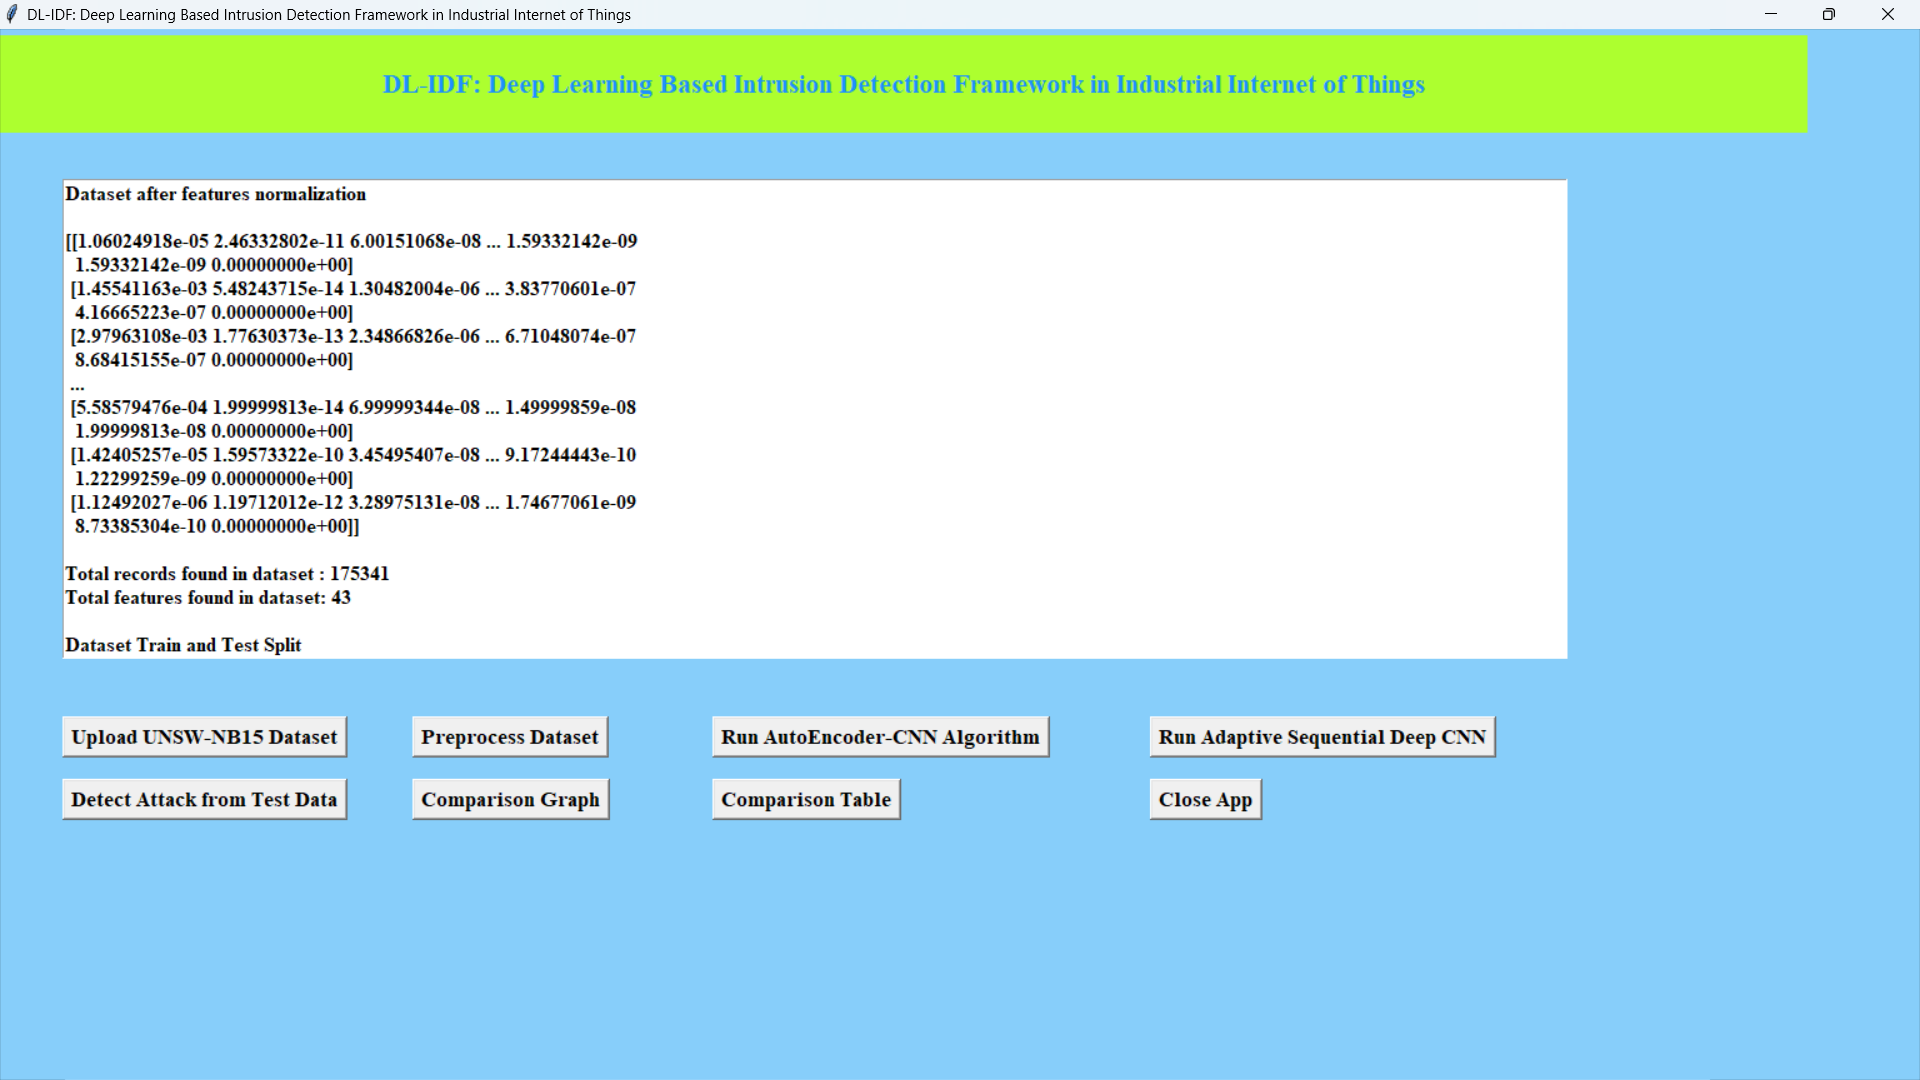 DL-IDF: Deep Learning Based Intrusion Detection Framework in Industrial Internet of Things
DL-IDF: Deep Learning Based Intrusion Detection Framework in Industrial Internet of Things
Dataset after features normalization
[[1.06024918e-05 2.46332802e-11 6.00151068e-08 ... 1.59332142e-09
1.59332142e-09 0.00000000e+00]
[1.45541163e-03 5.48243715e-14 1.30482004e-06 ... 3.83770601e-07
4.16665223e-07 0.00000000e+00]
[2.97963108e-03 1.77630373e-13 2.34866826e-06 ... 6.71048074e-07
8.68415155e-07 0.00000000e+00]
...
[5.58579476e-04 1.99999813e-14 6.99999344e-08 ... 1.49999859e-08
1.99999813e-08 0.00000000e+00]
[1.42405257e-05 1.59573322e-10 3.45495407e-08 ... 9.17244443e-10
1.22299259e-09 0.00000000e+00]
[1.12492027e-06 1.19712012e-12 3.28975131e-08 ... 1.74677061e-09
8.73385304e-10 0.00000000e+00]]
Total records found in dataset : 175341
Total features found in dataset: 43
Dataset Train and Test Split
Upload UNSW-NB15 Dataset Preprocess Dataset Run AutoEncoder-CNN Algorithm Run Adaptive Sequential Deep CNN
Detect Attack from Test Data Comparison Graph Comparison Table Close App